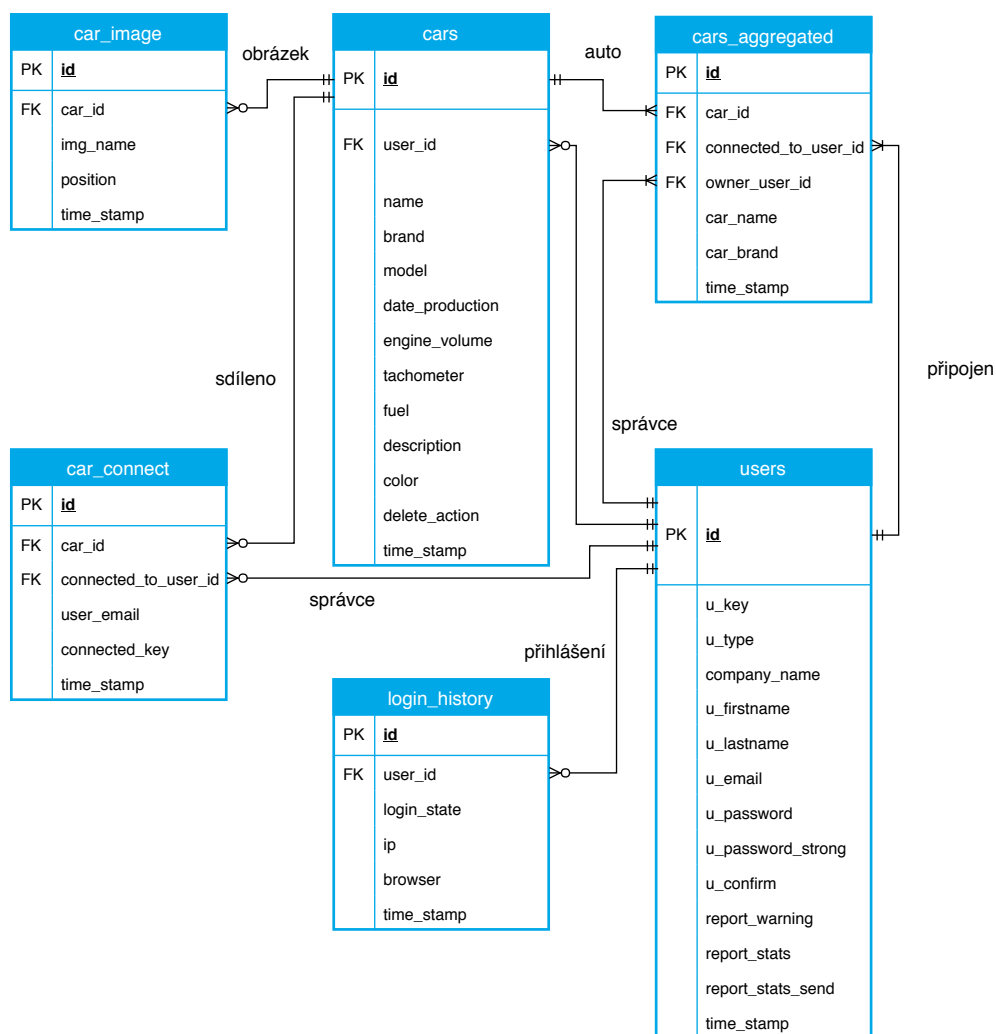 car_image
PK id
FK car_id
img_name
position
time_stamp
obrázek
cars
PK id
FK user_id
name
brand
model
date_production
engine_volume
tachometer
fuel
description
color
delete_action
time_stamp
auto
cars_aggregated
PK id
FK car_id
FK connected_to_user_id
FK owner_user_id
car_name
car_brand
time_stamp
sdíleno
připojen
správce
car_connect
PK id
FK car_id
FK connected_to_user_id
user_email
connected_key
time_stamp
správce
přihlášení
login_history
PK id
FK user_id
login_state
ip
browser
time_stamp
users
PK id
u_key
u_type
company_name
u_firstname
u_lastname
u_email
u_password
u_password_strong
u_confirm
report_warning
report_stats
report_stats_send
time_stamp